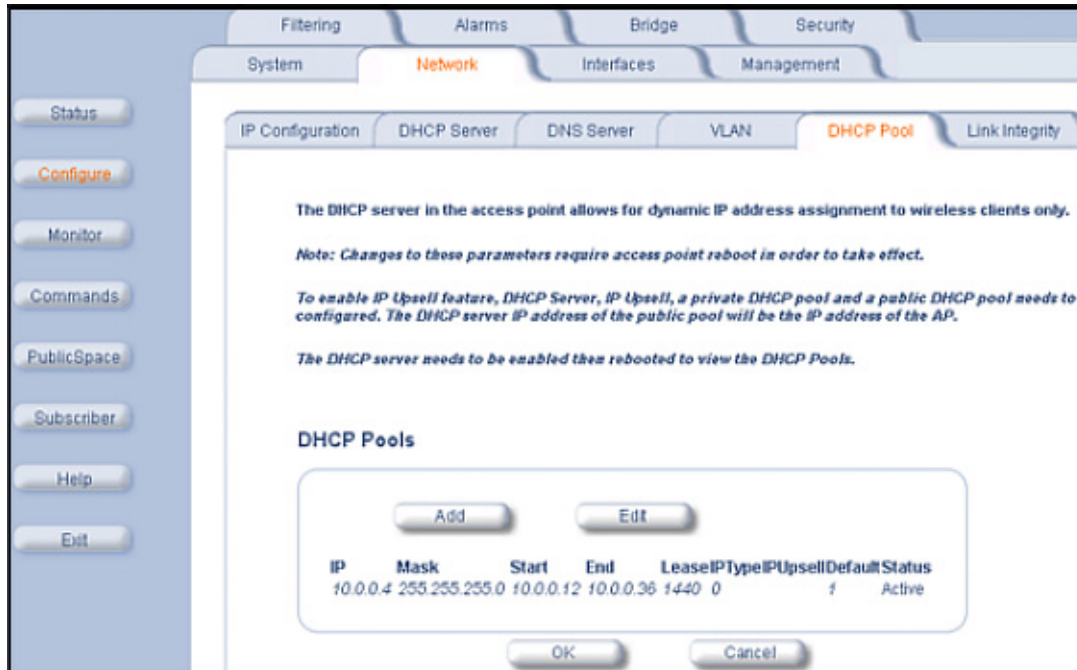 Filtering Alarms Bridge Security
System Network Interfaces Management
Status
IP Configuration DHCP Server DNS Server VLAN DHCP Pool Link Integrity
Configure
Monitor
Commands
PublicSpace
Subscriber
Help
Exit
The DHCP server in the access point allows for dynamic IP address assignment to wireless clients only.
Note: Changes to these parameters require access point reboot in order to take effect.
To enable IP Upsell feature, DHCP Server, IP Upsell, a private DHCP pool and a public DHCP pool needs to
configured. The DHCP server IP address of the public pool will be the IP address of the AP.
The DHCP server needs to be enabled then rebooted to view the DHCP Pools.
DHCP Pools
Add Edit
IP Mask Start End LeaseIPTypeIPUpsellDefaultStatus
10.0.0.4 255.255.255.0 10.0.0.12 10.0.0.36 1440 0 1 Active
OK Cancel